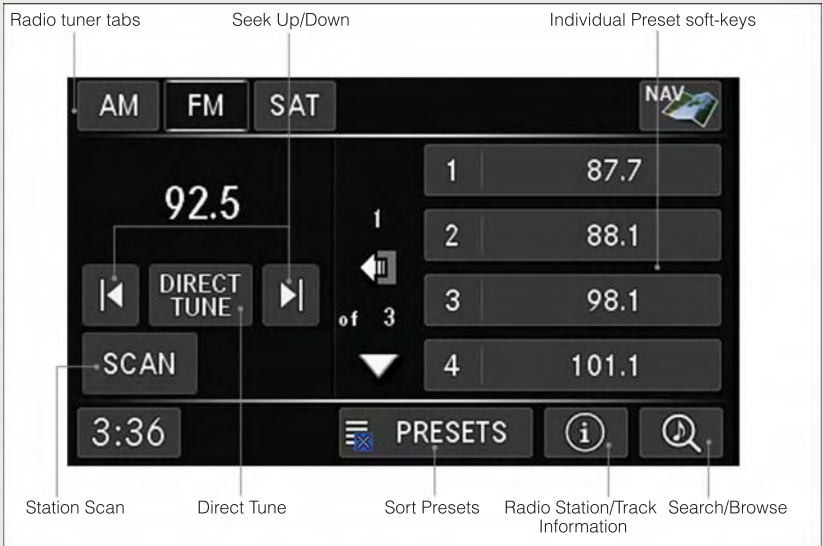 Radio tuner tabs
Seek Up/Down
Individual Preset soft-keys
AM
FM
SAT
NAV
92.5
DIRECT
TUNE
SCAN
1
of 3
1 87.7
2 88.1
3 98.1
4 101.1
3:36
PRESETS
i
Station Scan
Direct Tune
Sort Presets
Radio Station/Track
Information
Search/Browse